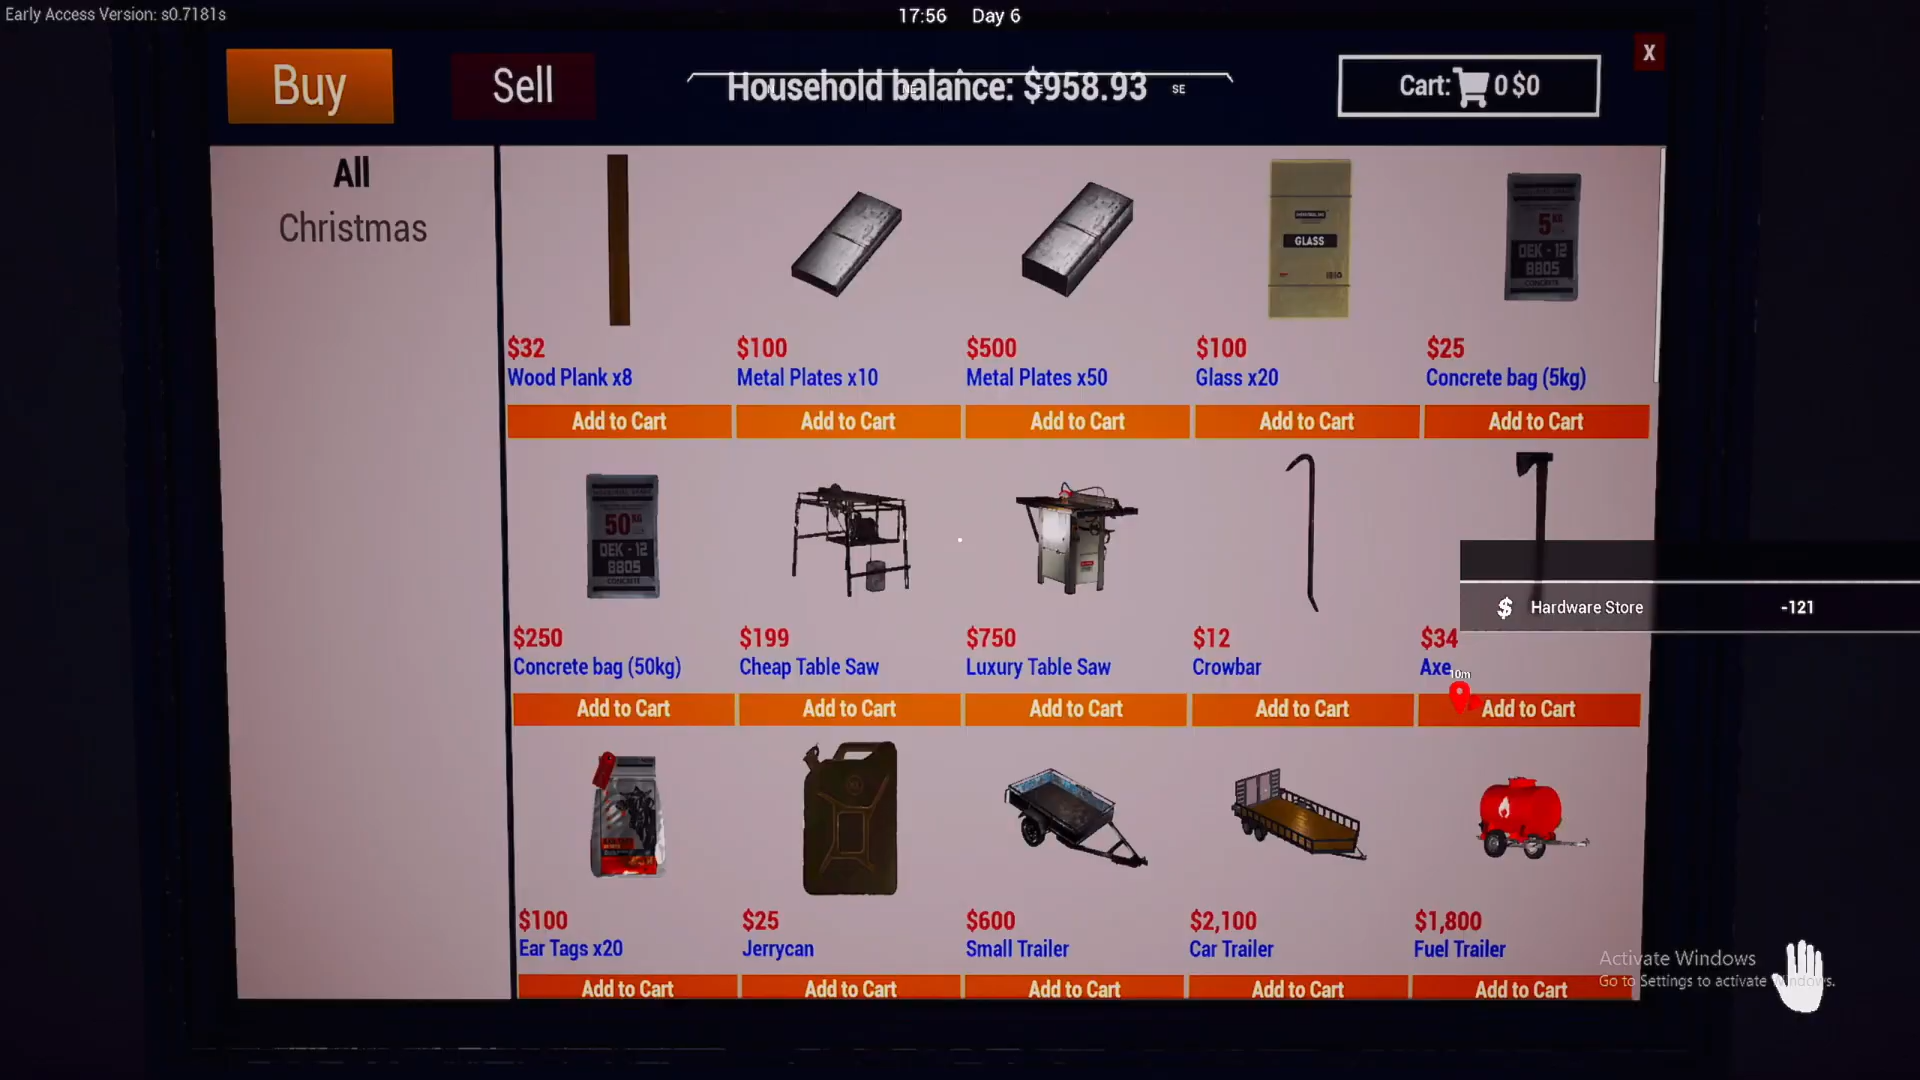 Early Access Version: s0.7181s
17:56 Day 6
Buy
Sell
Household balance: $958.93
SE
Cart: 0 $0
X
All
Christmas
GLASS
5 KG
DEK - 12
8805
CONCRETE
$32
Wood Plank x8
$100
Metal Plates x10
$500
Metal Plates x50
$100
Glass x20
$25
Concrete bag (5kg)
Add to Cart
Add to Cart
Add to Cart
Add to Cart
Add to Cart
50 KG
DEK - 12
8805
CONCRETE
$250
Concrete bag (50kg)
$199
Cheap Table Saw
$750
Luxury Table Saw
$12
Crowbar
$34
Axe
Hardware Store -121
10m
Add to Cart
Add to Cart
Add to Cart
Add to Cart
Add to Cart
$100
Ear Tags x20
$25
Jerrycan
$600
Small Trailer
$2,100
Car Trailer
$1,800
Fuel Trailer
Add to Cart
Add to Cart
Add to Cart
Add to Cart
Add to Cart
Activate Windows
Go to Settings to activate Windows.